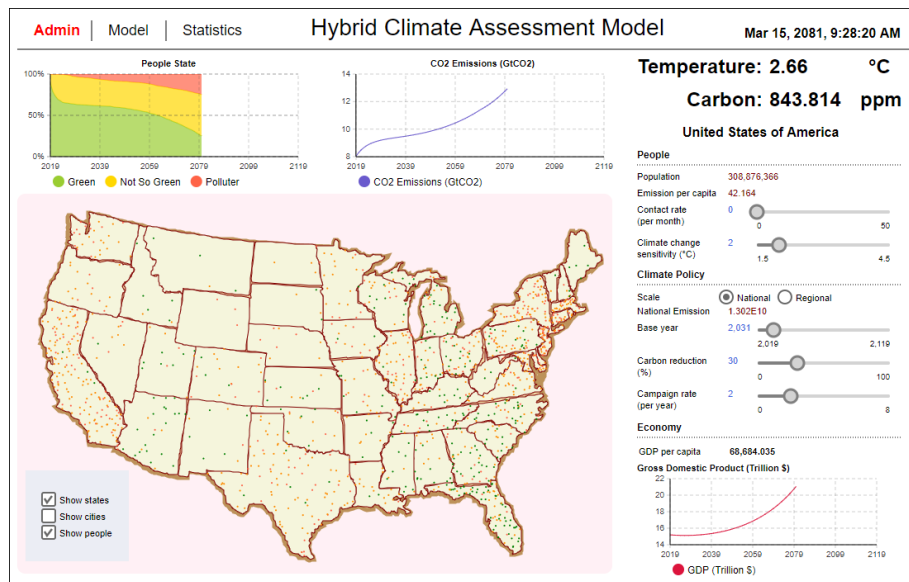 Admin Model Statistics Hybrid Climate Assessment Model Mar 15, 2081, 9:28:20 AM
People State
100%
50%
0%
2019 2039 2059 2079 2099 2119
Green Not So Green Polluter
CO2 Emissions (GtCO2)
14
12
10
8
2019 2039 2059 2079 2099 2119
CO2 Emissions (GtCO2)
Temperature: 2.66 °C
Carbon: 843.814 ppm
United States of America
People
Population 308,876,366
Emission per capita 42.164
Contact rate 0
(per month) 0 50
Climate change 2
sensitivity (°C) 1.5 4.5
Climate Policy
Scale National Regional
National Emission 1.302E10
Base year 2,031
2,019 2,119
Carbon reduction 30
(%) 0 100
Campaign rate 2
(per year) 0 8
Economy
GDP per capita 68,684.035
Gross Domestic Product (Trillion $)
22
20
18
16
14
2019 2039 2059 2079 2099 2119
GDP (Trillion $)
Show states
Show cities
Show people